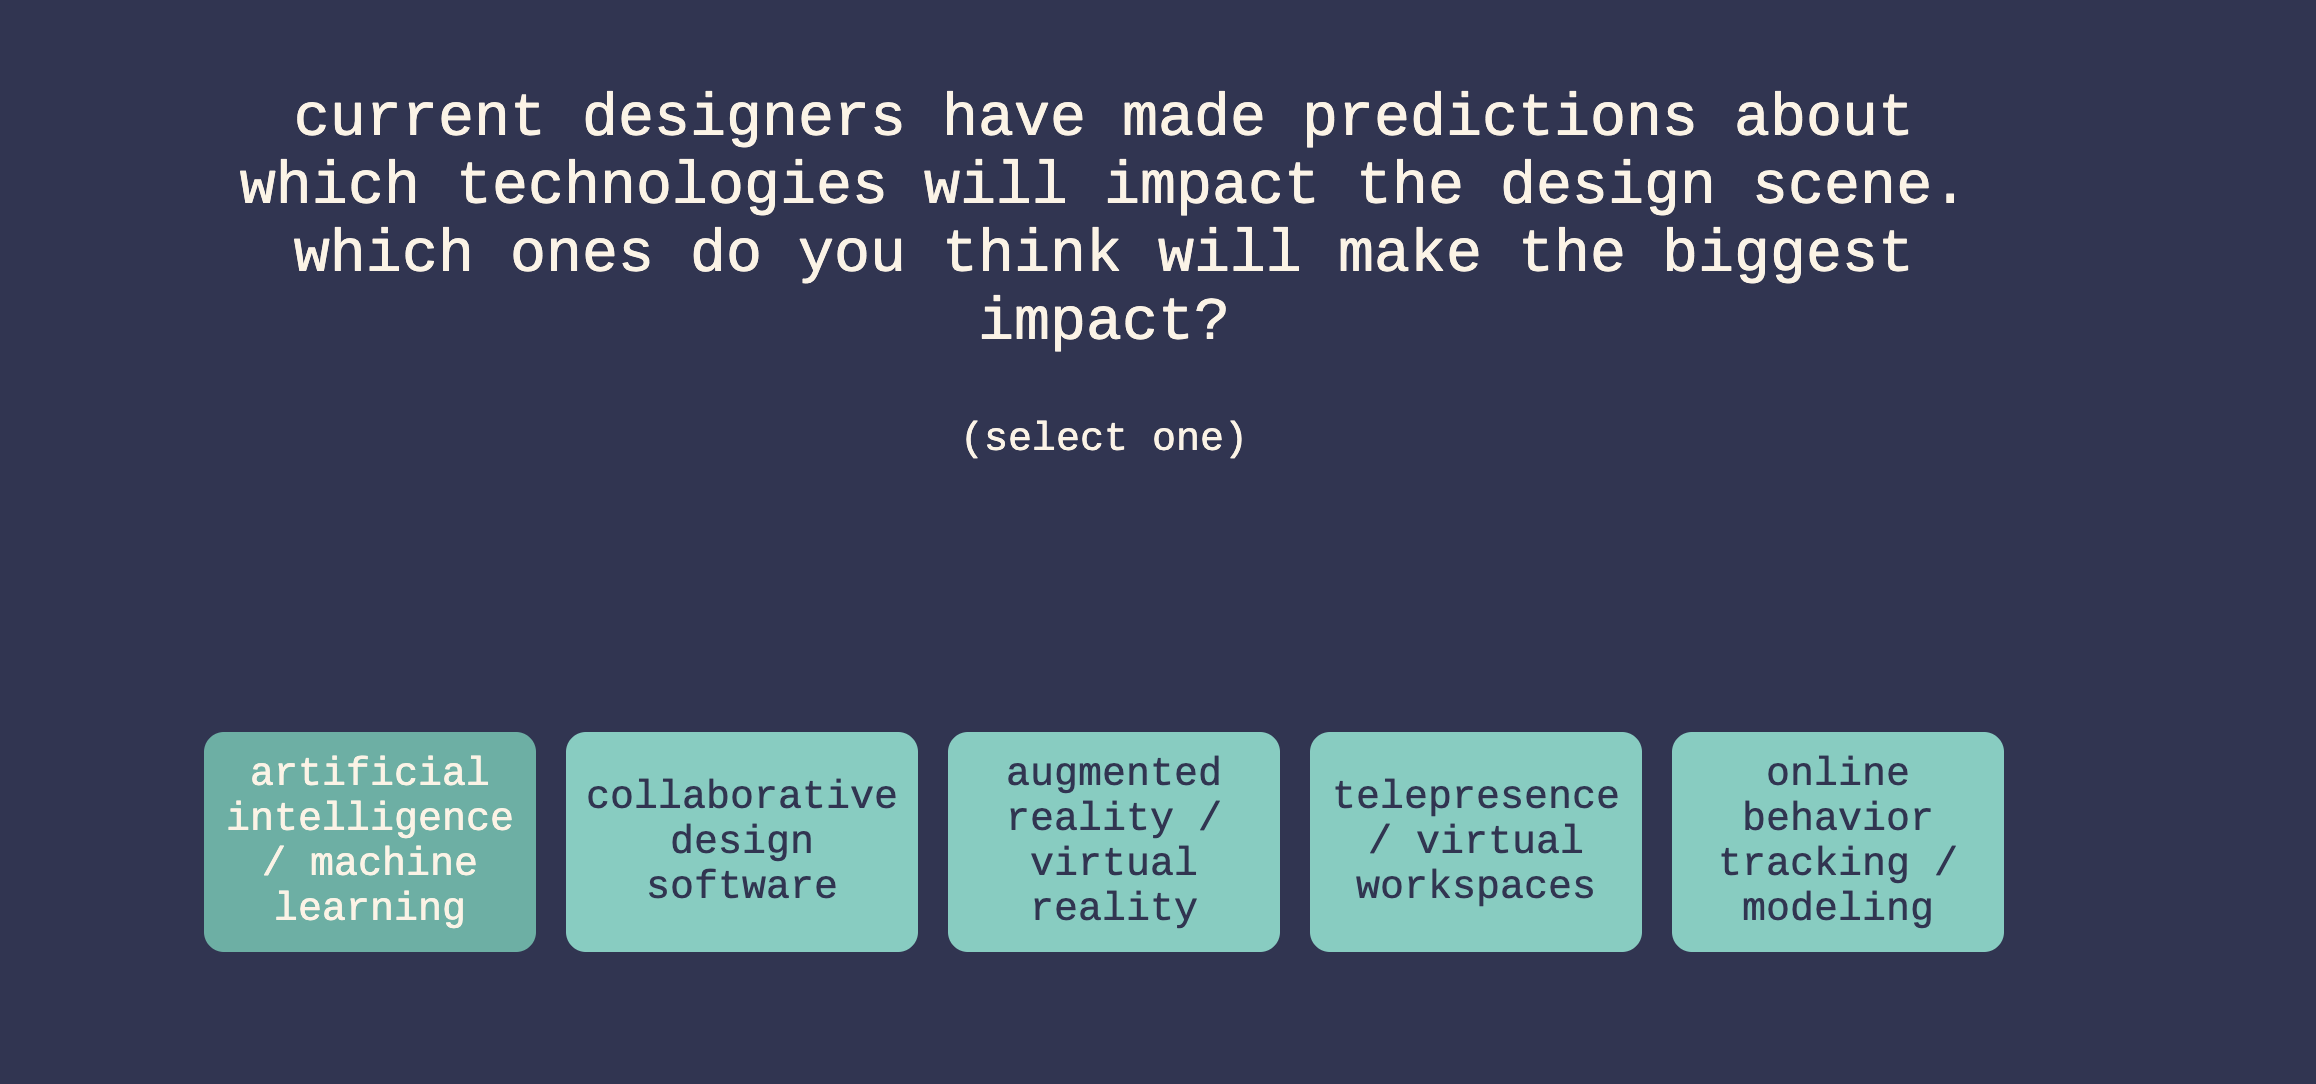 current designers have made predictions about
which technologies will impact the design scene.
which ones do you think will make the biggest
impact?
(select one)
artificial
intelligence
/ machine
learning
collaborative
design
software
augmented
reality /
virtual
reality
telepresence
/ virtual
workspaces
online
behavior
tracking /
modeling